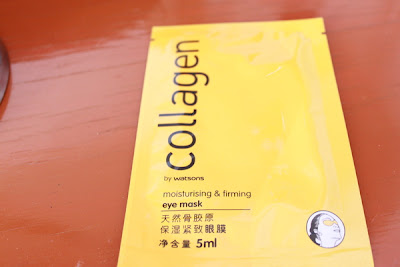 collagen
by watsons
moisturising & firming
eye mask
天然骨胶原
保湿紧致眼膜
净含量 5ml